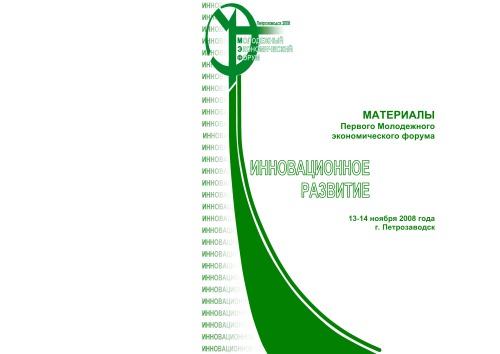 Петрозаводск 2008
МОЛОДЕЖНЫЙ
ЭКОНОМИЧЕСКИЙ
ФОРУМ
МАТЕРИАЛЫ
Первого Молодежного
экономического форума
ИННОВАЦИОННОЕ
РАЗВИТИЕ
13-14 ноября 2008 года
г. Петрозаводск